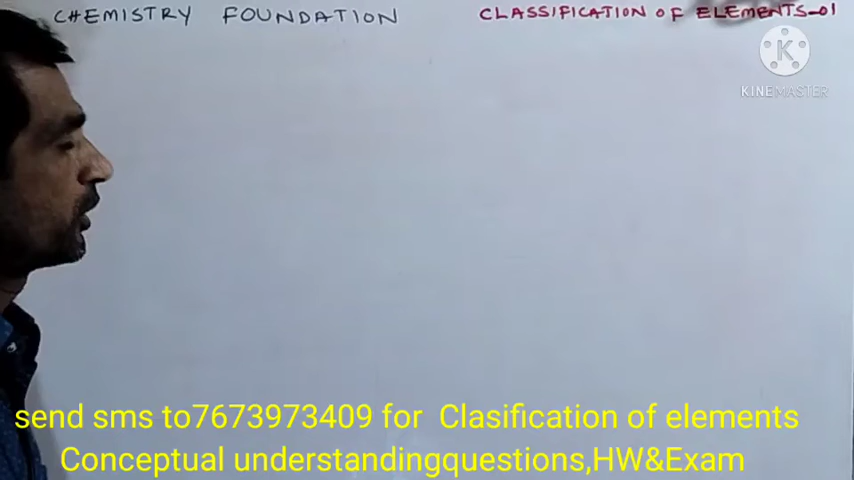 CHEMISTRY FOUNDATION CLASSIFICATION OF ELEMENTS-01
KINEMASTER
send sms to7673973409 for Clasification of elements
Conceptual understandingquestions,HW&Exam